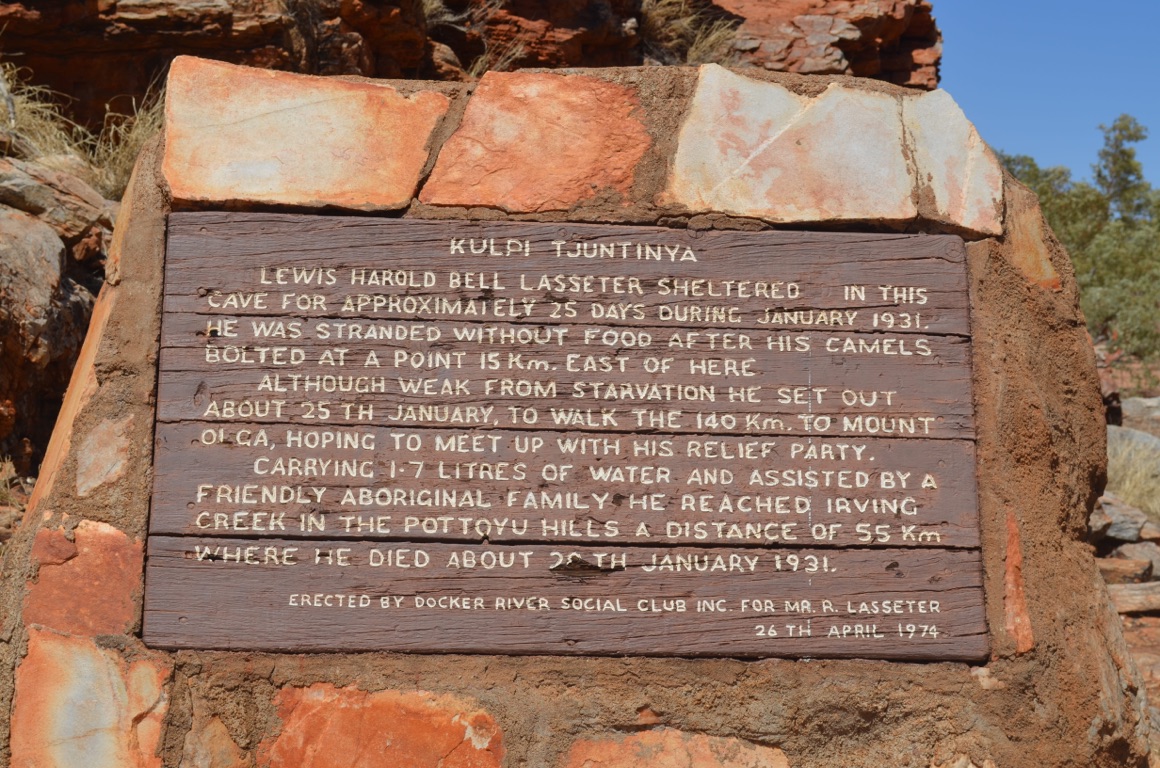 KULPI TJUNTINYA
LEWIS HAROLD BELL LASSETER SHELTERED IN THIS
CAVE FOR APPROXIMATELY 25 DAYS DURING JANUARY 1931.
HE WAS STRANDED WITHOUT FOOD AFTER HIS CAMELS
BOLTED AT A POINT 15 Km. EAST OF HERE
ALTHOUGH WEAK FROM STARVATION HE SET OUT
ABOUT 25 TH JANUARY, TO WALK THE 140 Km. TO MOUNT
OLGA, HOPING TO MEET UP WITH HIS RELIEF PARTY.
CARRYING 1·7 LITRES OF WATER AND ASSISTED BY A
FRIENDLY ABORIGINAL FAMILY HE REACHED IRVING
CREEK IN THE POTTOYU HILLS A DISTANCE OF 55 Km
WHERE HE DIED ABOUT TH JANUARY 1931.
ERECTED BY DOCKER RIVER SOCIAL CLUB INC. FOR MR. R. LASSETER
26 TH APRIL 1974